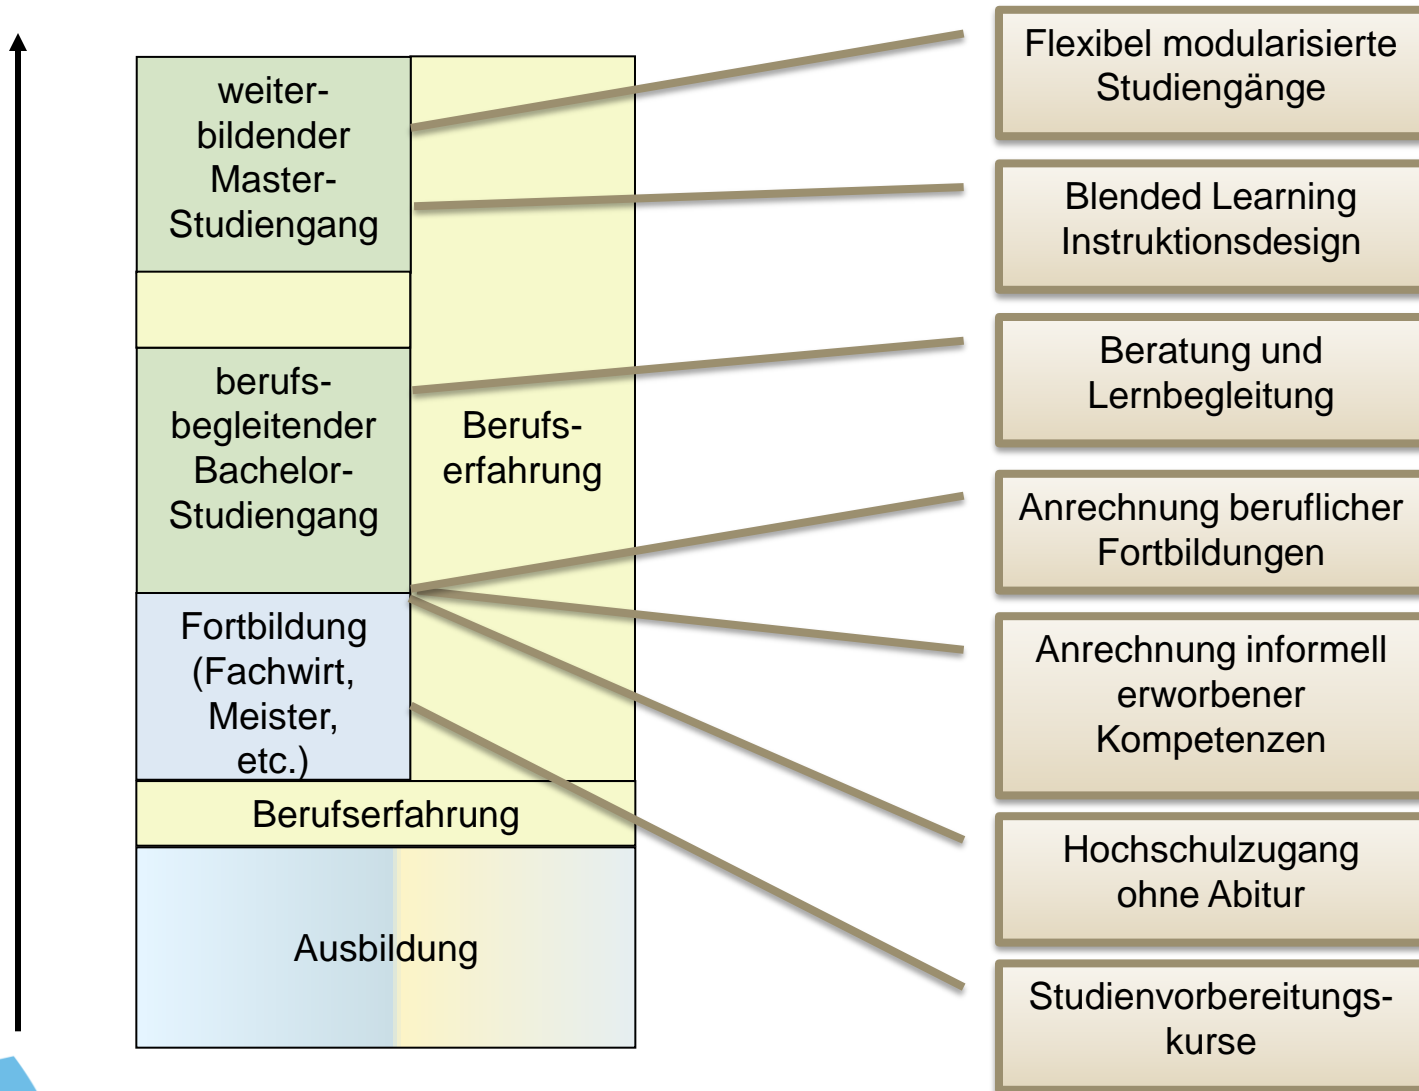 weiter-
bildender
Master-
Studiengang
berufs-
begleitender
Bachelor-
Studiengang
Berufs-
erfahrung
Fortbildung
(Fachwirt,
Meister,
etc.)
Berufserfahrung
Ausbildung
Flexibel modularisierte
Studiengänge
Blended Learning
Instruktionsdesign
Beratung und
Lernbegleitung
Anrechnung beruflicher
Fortbildungen
Anrechnung informell
erworbener
Kompetenzen
Hochschulzugang
ohne Abitur
Studienvorbereitungs-
kurse